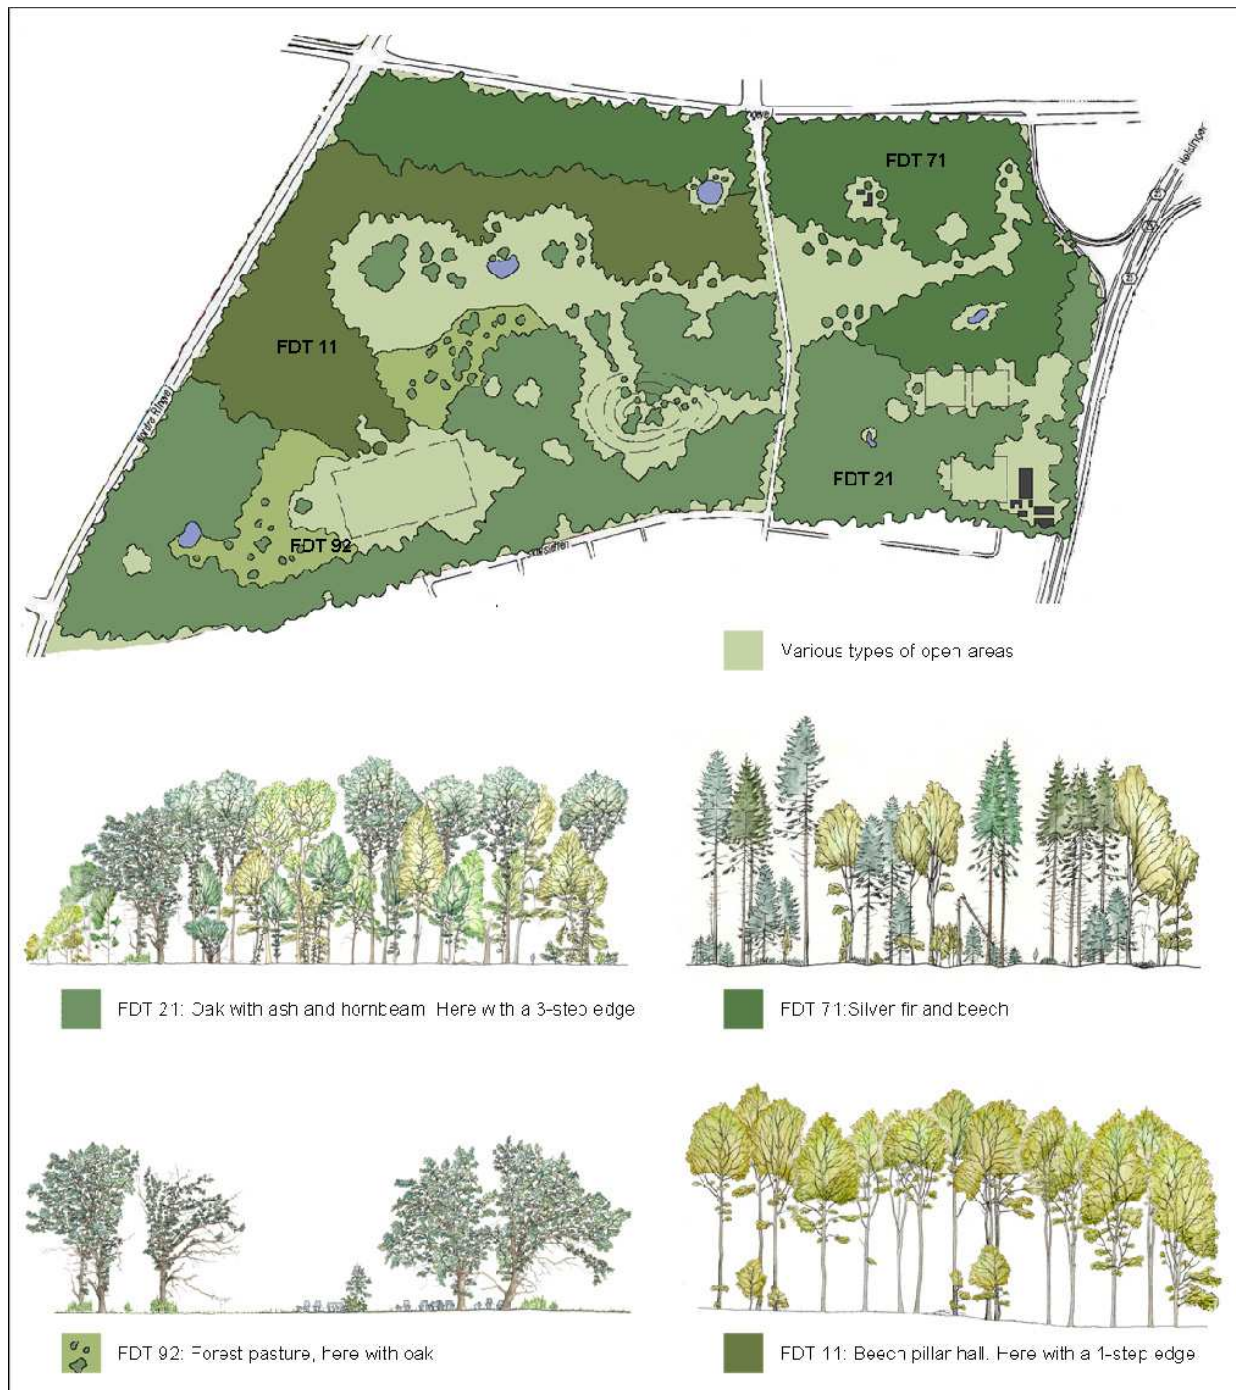 Helsingør
FDT 71
FDT 11
FDT 21
FDT 92
Various types of open areas
FDT 21: Oak with ash and hornbeam. Here with a 3-step edge
FDT 71:Silver fir and beech
FDT 92: Forest pasture, here with oak
FDT 11: Beech pillar hall. Here with a 1-step edge